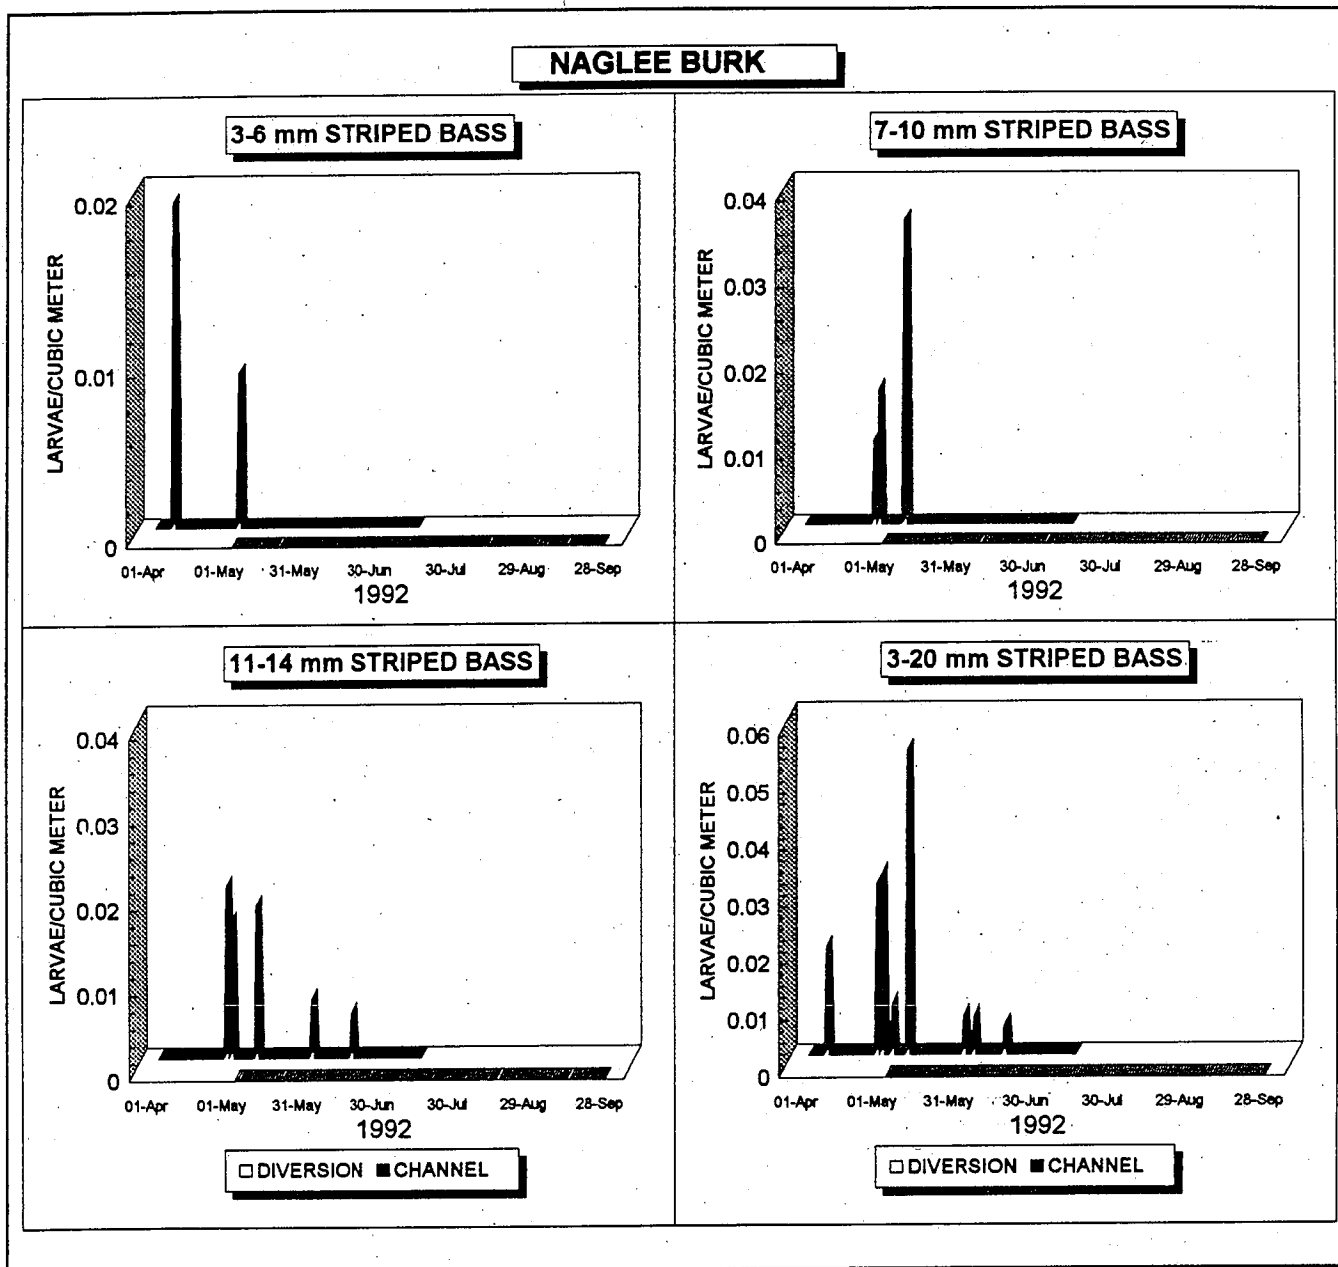 NAGLEE BURK
3-6 mm STRIPED BASS
LARVAE/CUBIC METER
0.02
0.01
0
01-Apr 01-May 31-May 30-Jun 30-Jul 29-Aug 28-Sep
1992
7-10 mm STRIPED BASS
LARVAE/CUBIC METER
0.04
0.03
0.02
0.01
0
01-Apr 01-May 31-May 30-Jun 30-Jul 29-Aug 28-Sep
1992
11-14 mm STRIPED BASS
LARVAE/CUBIC METER
0.04
0.03
0.02
0.01
0
01-Apr 01-May 31-May 30-Jun 30-Jul 29-Aug 28-Sep
1992
DIVERSION CHANNEL
3-20 mm STRIPED BASS
LARVAE/CUBIC METER
0.06
0.05
0.04
0.03
0.02
0.01
0
01-Apr 01-May 31-May 30-Jun 30-Jul 29-Aug 28-Sep
1992
DIVERSION CHANNEL